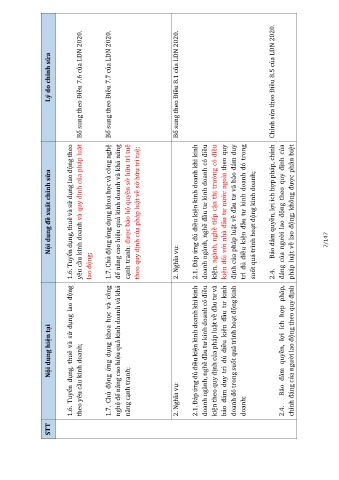 STT
Nội dung hiện tại
Nội dung đề xuất chỉnh sửa
Lý do chỉnh sửa
1.6. Tuyển dụng, thuê và sử dụng lao động
theo yêu cầu kinh doanh;
1.6. Tuyển dụng, thuê và sử dụng lao động theo
yêu cầu kinh doanh và quy định của pháp luật
lao động;
Bổ sung theo Điều 7.6 của LDN 2020.
1.7. Chủ động ứng dụng khoa học và công
nghệ để nâng cao hiệu quả kinh doanh và khả
năng cạnh tranh;
1.7. Chủ động ứng dụng khoa học và công nghệ
để nâng cao hiệu quả kinh doanh và khả năng
cạnh tranh; được bảo hộ quyền sở hữu trí tuệ
theo quy định của pháp luật về sở hữu trí tuệ;
Bổ sung theo Điều 7.7 của LDN 2020.
2. Nghĩa vụ:
2. Nghĩa vụ:
2.1. Đáp ứng đủ điều kiện kinh doanh khi kinh
doanh ngành, nghề đầu tư kinh doanh có điều
kiện theo quy định của pháp luật về đầu tư và
bảo đảm duy trì đủ điều kiện đầu tư kinh
doanh đó trong suốt quá trình hoạt động kinh
doanh;
2.1. Đáp ứng đủ điều kiện kinh doanh khi kinh
doanh ngành, nghề đầu tư kinh doanh có điều
kiện, ngành, nghề tiếp cận thị trường có điều
kiện đối với nhà đầu tư nước ngoài theo quy
định của pháp luật về đầu tư và bảo đảm duy
trì đủ điều kiện đầu tư kinh doanh đó trong
suốt quá trình hoạt động kinh doanh;
Bổ sung theo Điều 8.1 của LDN 2020.
2.4. Bảo đảm quyền, lợi ích hợp pháp,
chính đáng của người lao động theo quy định
2.4. Bảo đảm quyền, lợi ích hợp pháp, chính
đáng của người lao động theo quy định của
pháp luật về lao động; không được phân biệt
Chỉnh sửa theo Điều 8.5 của LDN 2020.
7/147